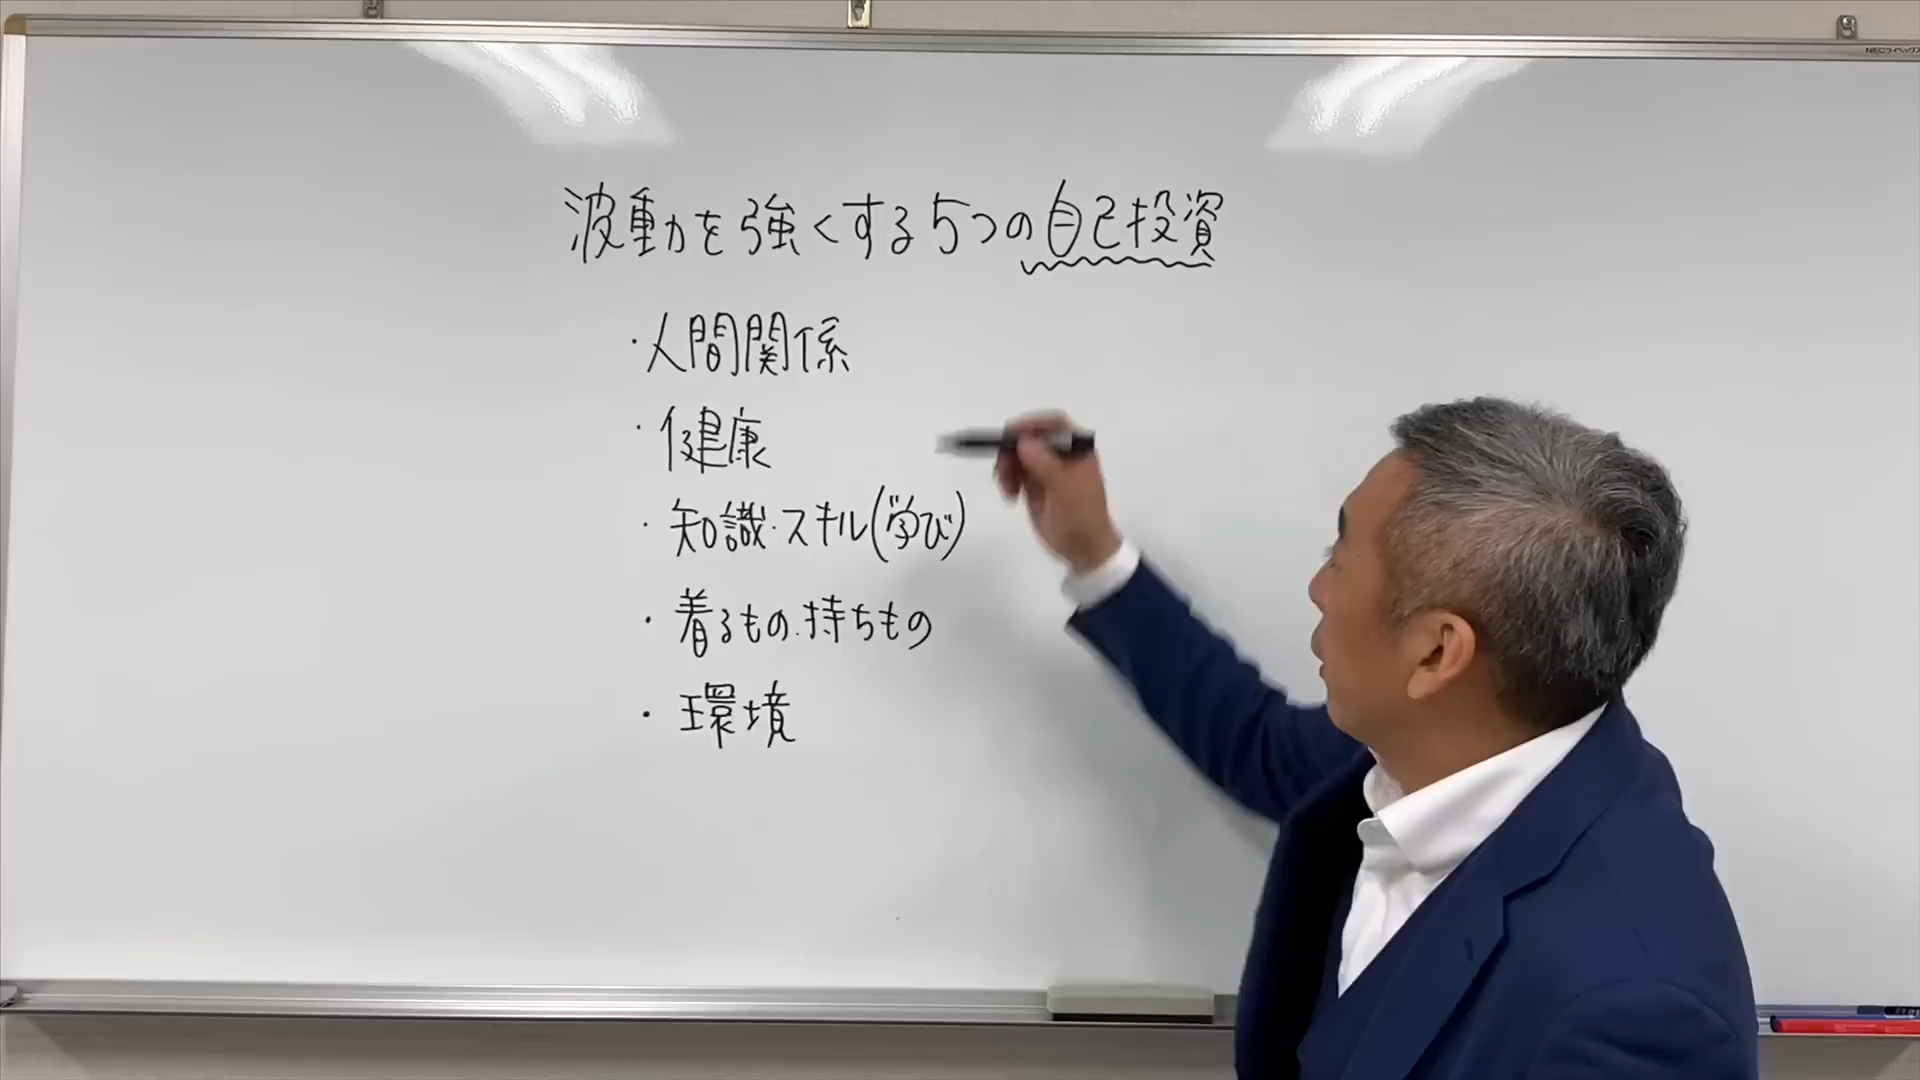 波動を強くする5つの自己投資
・人間関係
・健康
・知識・スキル(学び)
・着るもの.持ちもの
・環境